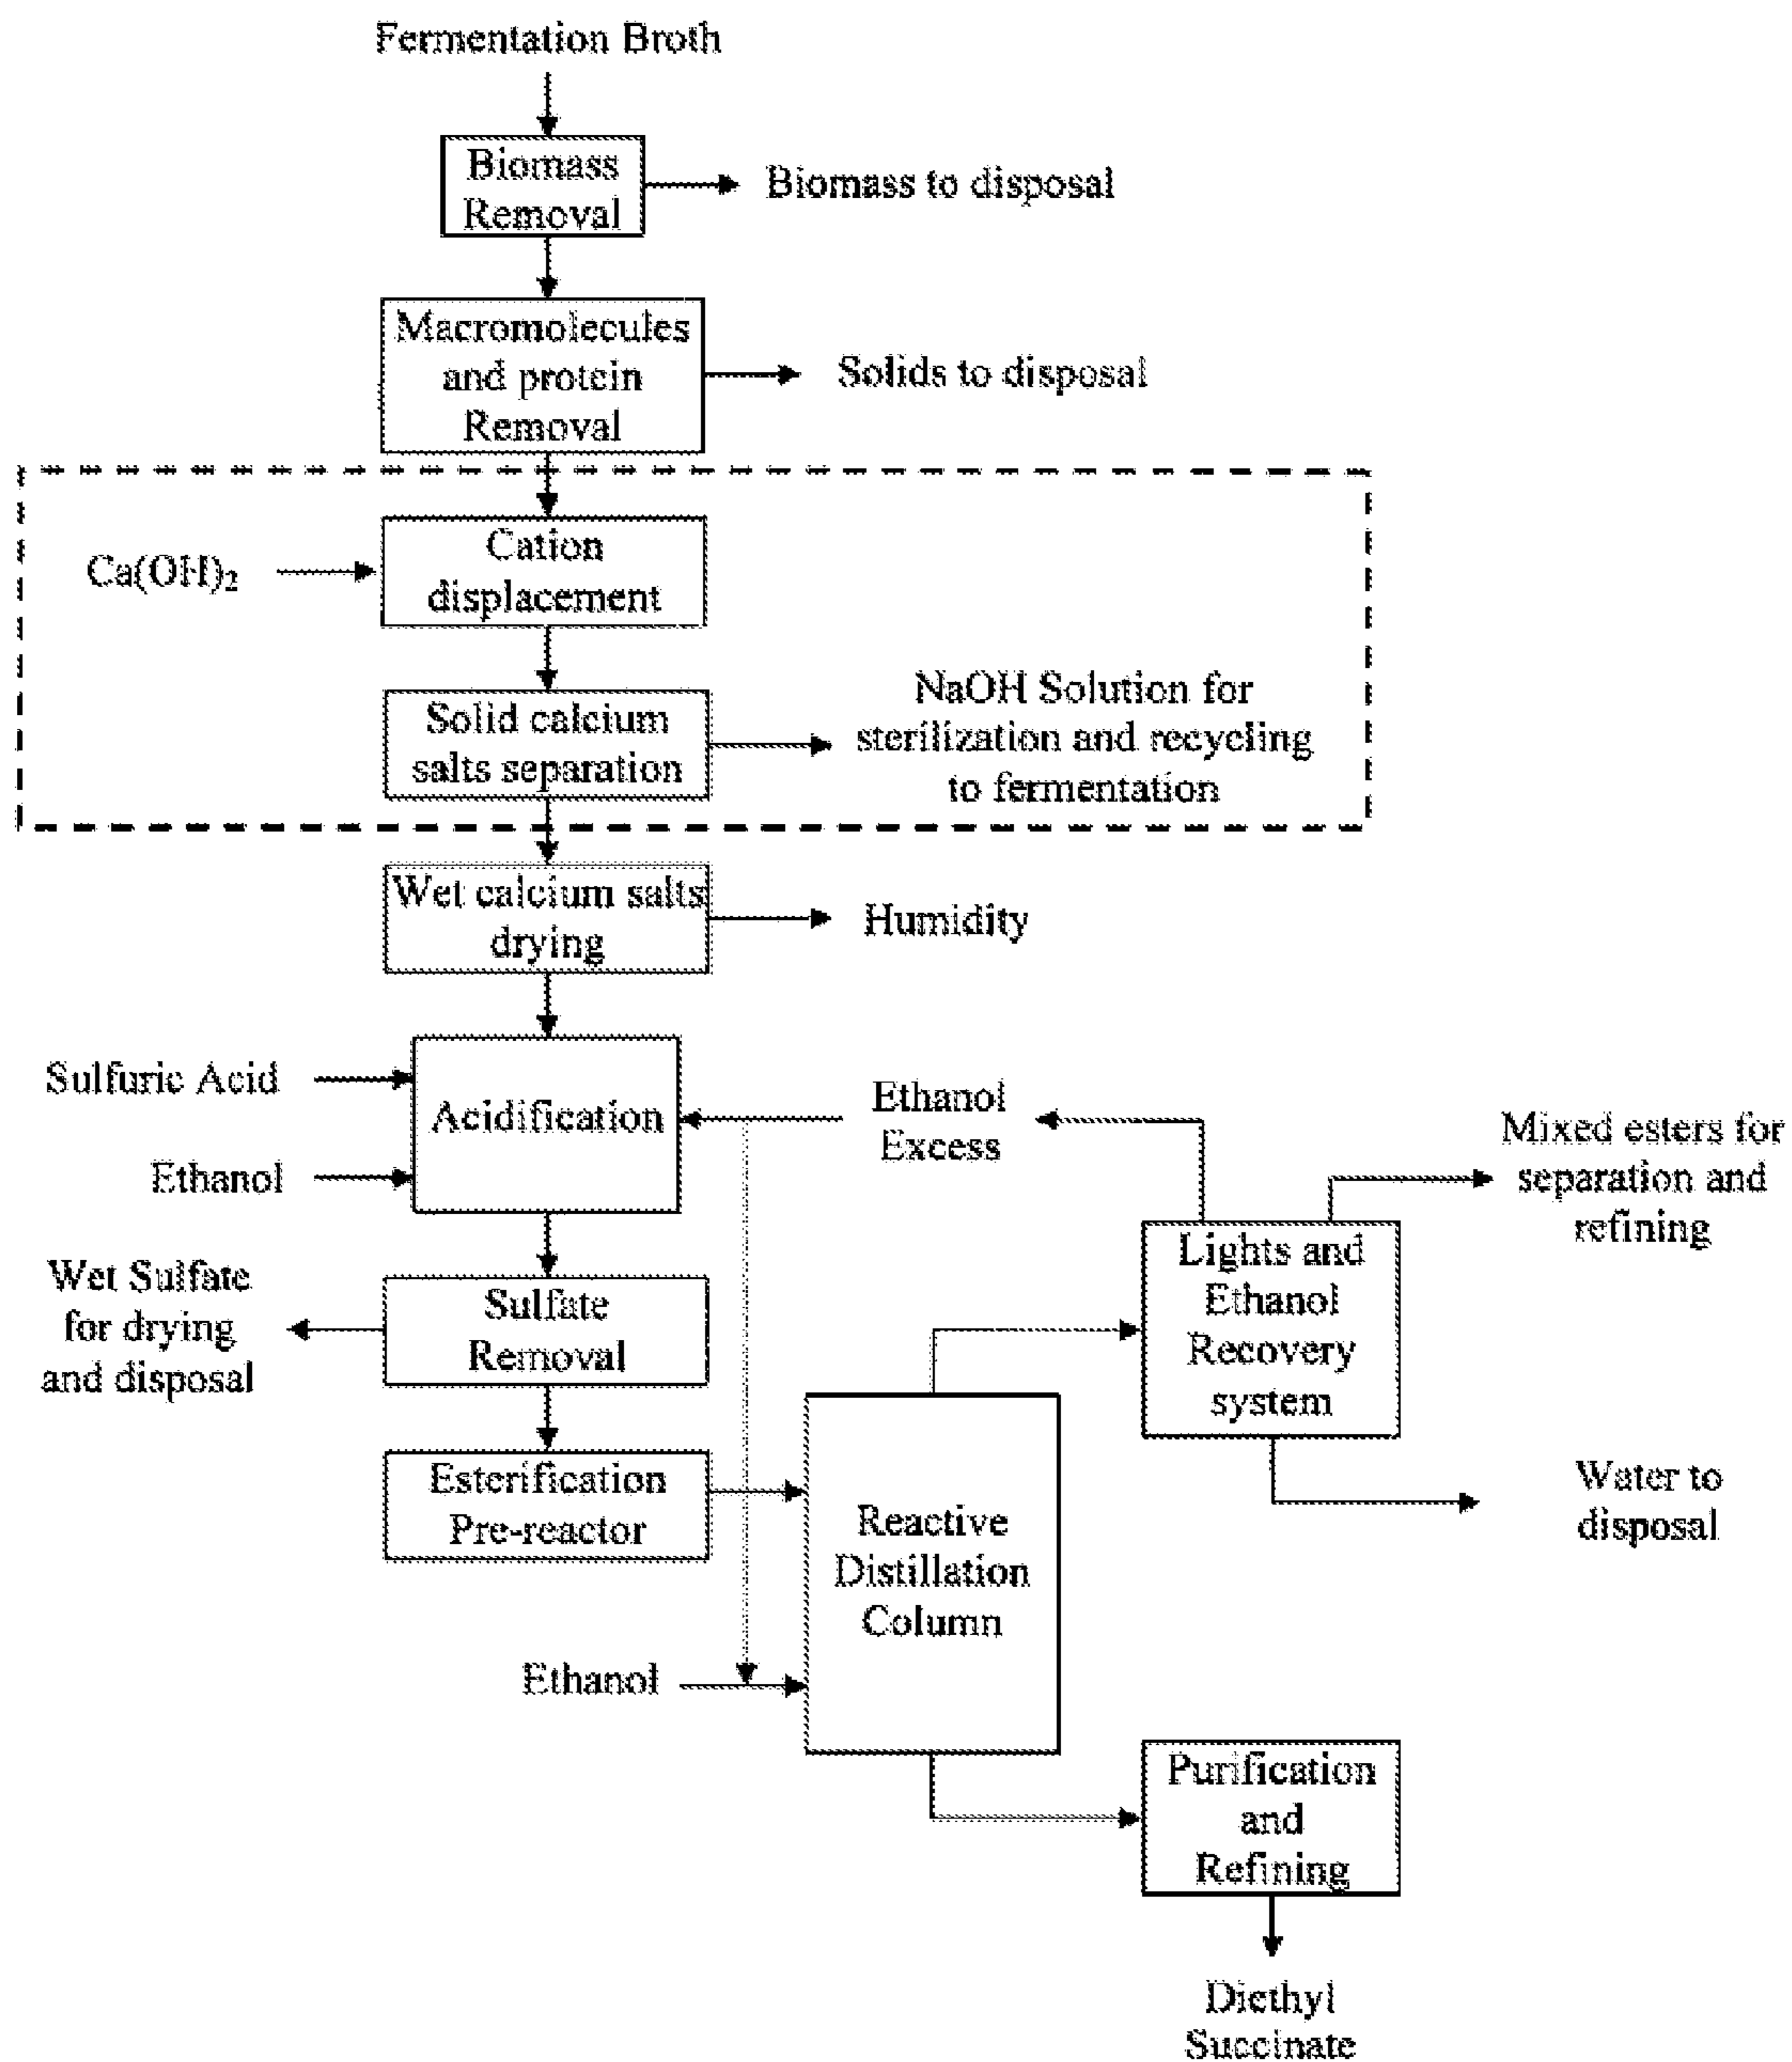 Fermentation Broth
Biomass
Removal
Biomass to disposal
Macromolecules
and protein
Removal
Solids to disposal
Ca(OH)₂
Cation
displacement
Solid calcium
salts separation
NaOH Solution for
sterilization and recycling
to fermentation
Wet calcium salts
drying
Humidity
Sulfuric Acid
Ethanol
Acidification
Ethanol
Excess
Mixed esters for
separation and
refining
Lights and
Ethanol
Recovery
system
Wet Sulfate
for drying
and disposal
Sulfate
Removal
Esterification
Pre-reactor
Reactive
Distillation
Column
Water to
disposal
Ethanol
Purification
and
Refining
Diethyl
Succinate